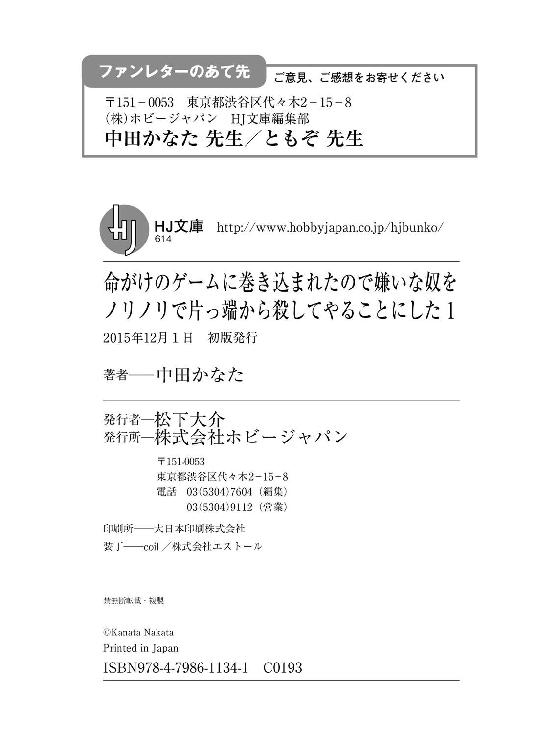 ファンレターのあて先
ご意見、ご感想をお寄せください
〒151-0053 東京都渋谷区代々木2-15-8
(株)ホビージャパン HJ文庫編集部
中田かなた 先生/ともぞ 先生
HJ
HJ文庫 http://www.hobbyjapan.co.jp/hjbunko/
614
命がけのゲームに巻き込まれたので嫌いな奴を
ノリノリで片っ端から殺してやることにした1
2015年12月1日 初版発行
著者──中田かなた
発行者─松下大介
発行所─株式会社ホビージャパン
〒151-0053
東京都渋谷区代々木2-15-8
電話 03(5304)7604(編集)
03(5304)9112(営業)
印刷所──大日本印刷株式会社
装丁──coil/株式会社エストール
禁無断転載・複製
©Kanata Nakata
Printed in Japan
ISBN978-4-7986-1134-1 C0193